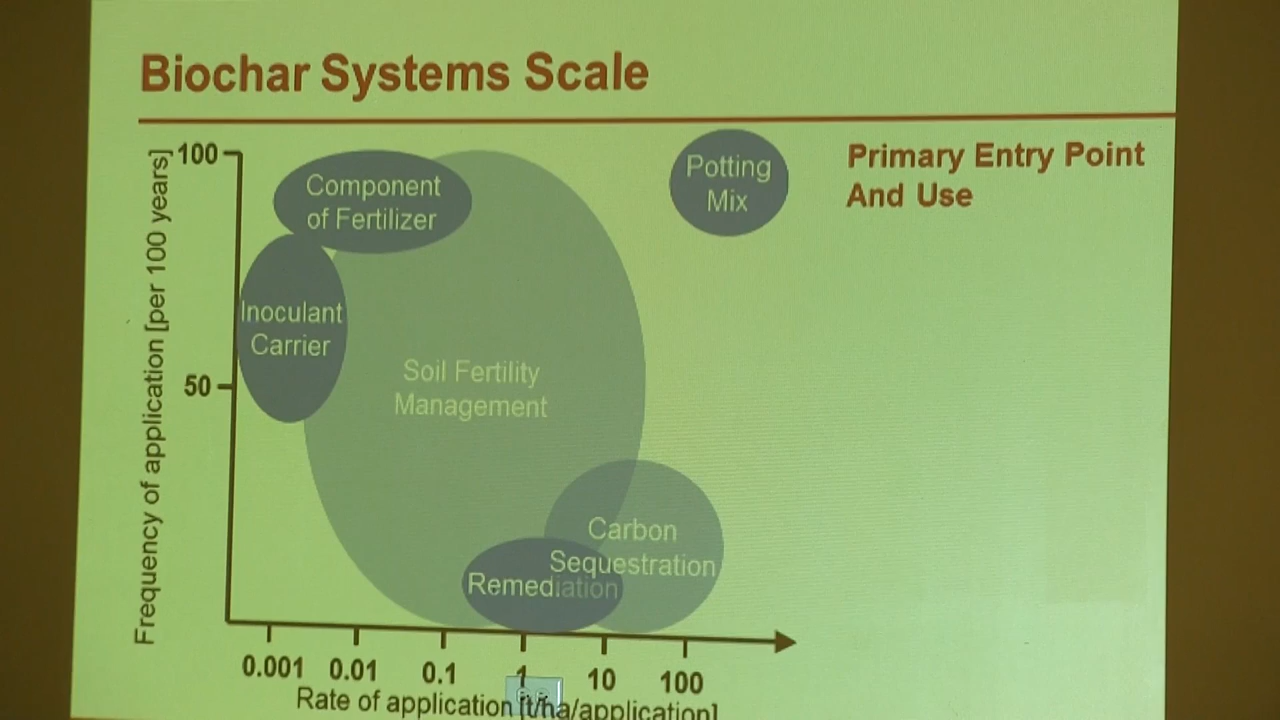 Biochar Systems Scale
Primary Entry Point
And Use
Frequency of application [per 100 years]
100
50
Component
of Fertilizer
Potting
Mix
Inoculant
Carrier
Soil Fertility
Management
Carbon
Sequestration
Remediation
0.001 0.01 0.1 1 10 100
Rate of application [t/ha/application]